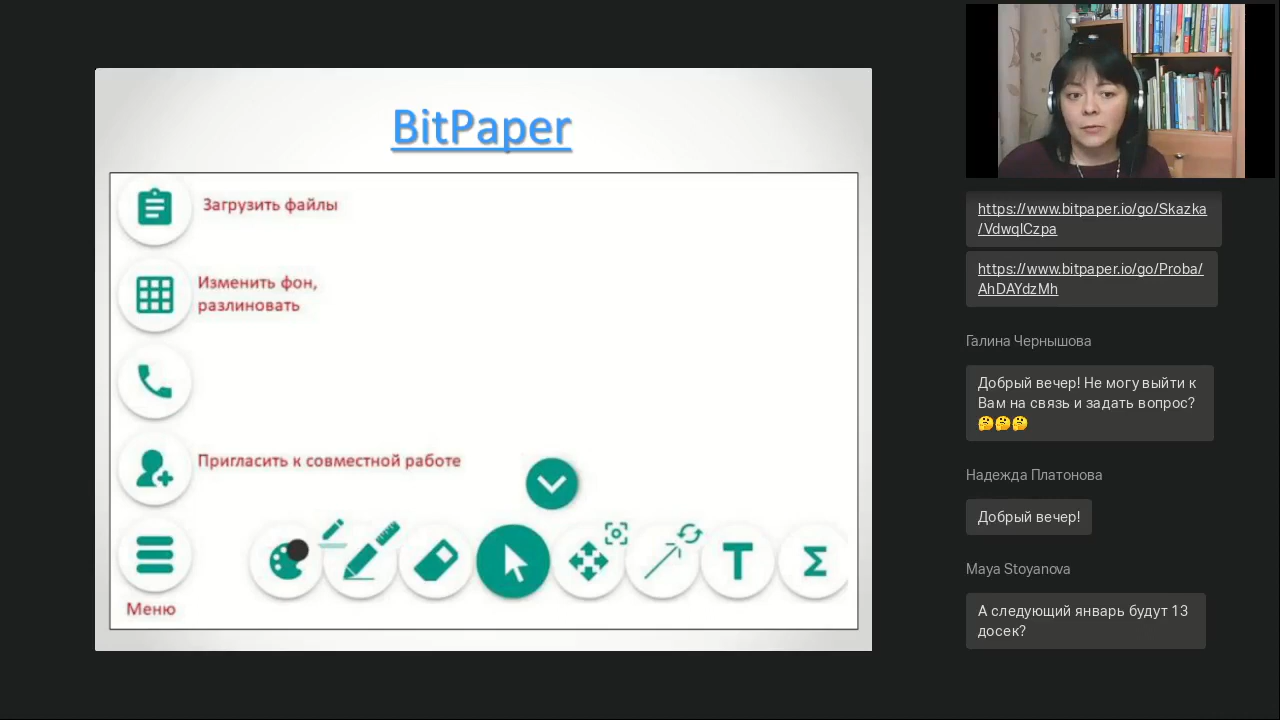 BitPaper
Загрузить файлы
Изменить фон,
разлиновать
Пригласить к совместной работе
Меню
T
Σ
https://www.bitpaper.io/go/Skazka
/VdwqlCzpa
https://www.bitpaper.io/go/Proba/
AhDAYdzMh
Галина Чернышова
Добрый вечер! Не могу выйти к
Вам на связь и задать вопрос?
🤔🤔🤔
Надежда Платонова
Добрый вечер!
Maya Stoyanova
А следующий январь будут 13
досек?